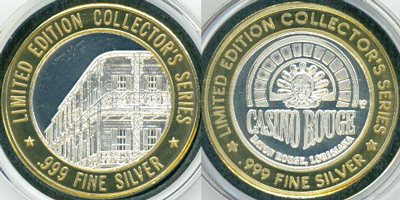 LIMITED EDITION COLLECTOR'S SERIES
.999 FINE SILVER
LIMITED EDITION COLLECTOR'S SERIES
CASINO ROUGE
BATON ROUGE, LOUISIANA
.999 FINE SILVER